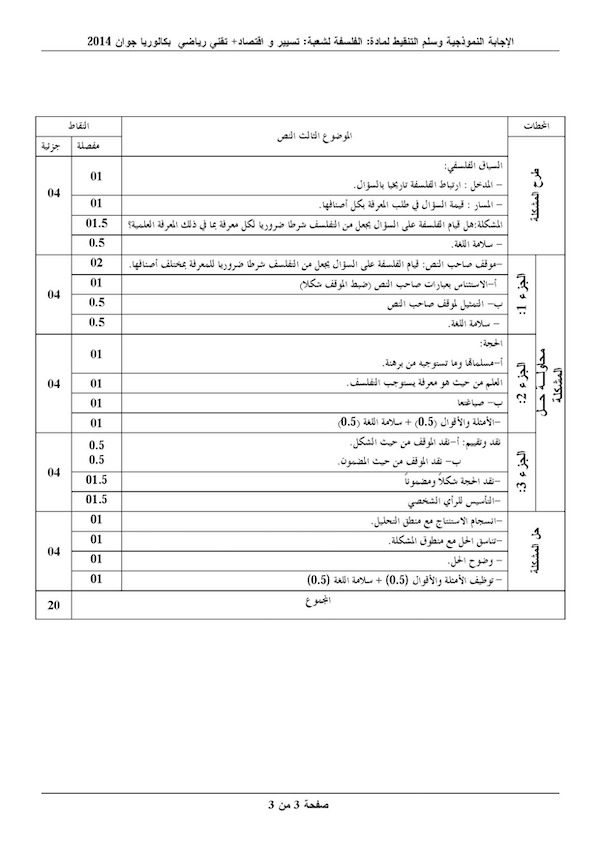 الإجابة النموذجية وسلم التنقيط لمادة: الفلسفة لشعبة: تسيير و اقتصاد+ تقني رياضي بكالوريا جوان 2014
المحطات الموضوع الثالث النص النقاط
مفصلة جزئية
طرح المشكلة
السياق الفلسفي:
– المدخل : ارتباط الفلسفة تاريخيا بالسؤال. 01
– المسار : قيمة السؤال في طلب المعرفة بكل أصنافها. 01
المشكلة:هل قيام الفلسفة على السؤال يجعل من التفلسف شرطا ضروريا لكل معرفة بما في ذلك المعرفة العلمية؟ 01.5
– سلامة اللغة. 0.5
04
محاولة حل المشكلة
الجزء 1:
–موقف صاحب النص: قيام الفلسفة على السؤال يجعل من التفلسف شرطا ضروريا للمعرفة بمختلف أصنافها. 02
أ–الاستئناس بعبارات صاحب النص (ضبط الموقف شكلا) 01
ب– التمثيل لموقف صاحب النص 0.5
– سلامة اللغة. 0.5
04
الجزء 2:
الحجة:
أ–مسلماتها وما تستوجبه من برهنة. 01
العلم من حيث هو معرفة يستوجب التفلسف. 01
ب– صياغتعا 01
–الأمثلة والأقوال (0.5) + سلامة اللغة (0.5) 01
04
الجزء 3:
نقد وتقييم: أ–نقد الموقف من حيث الشكل. 0.5
ب– نقد الموقف من حيث المضمون. 0.5
–نقد الحجة شكلاً ومضموناً 01.5
–التأسيس للرأي الشخصي 01.5
04
حل المشكلة
–انسجام الاستنتاج مع منطق التحليل. 01
–تناسق الحل مع منطوق المشكلة. 01
– وضوح الحل. 01
– توظيف الأمثلة والأقوال (0.5) + سلامة اللغة (0.5) 01
04
المجموع 20
صفحة 3 من 3